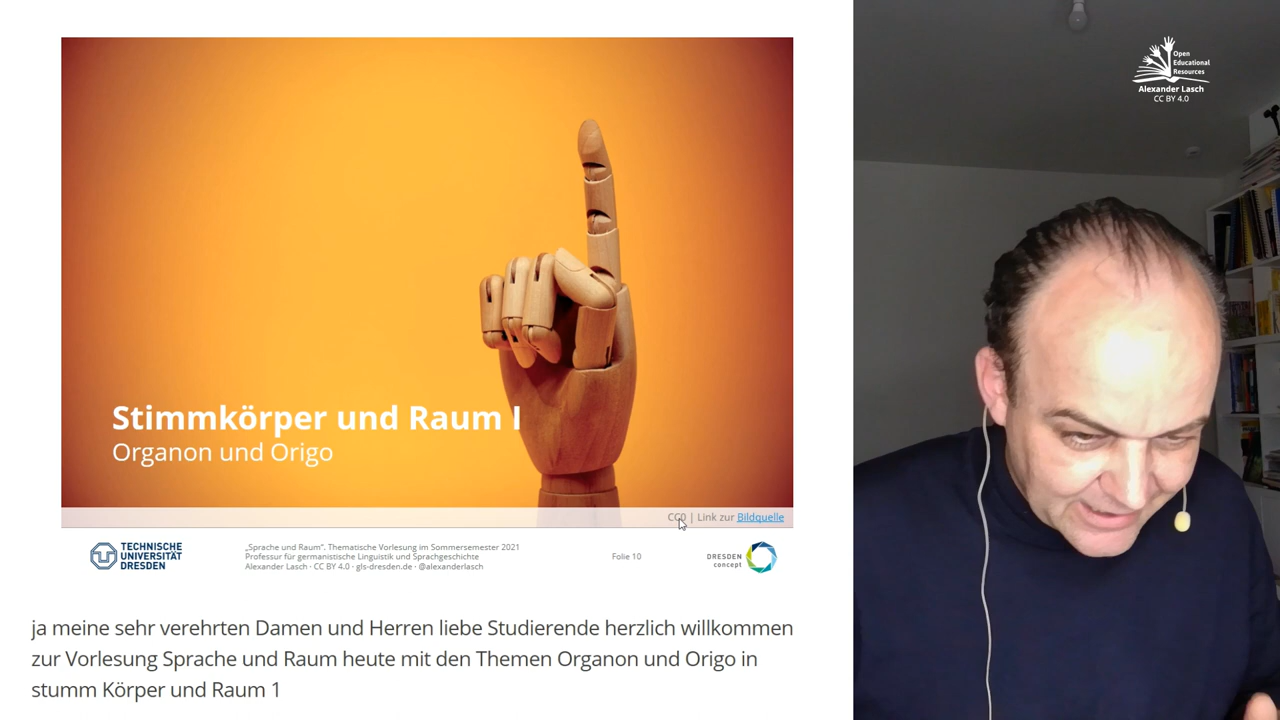 Stimmkörper und Raum I
Organon und Origo
CC0 | Link zur Bildquelle
TECHNISCHE
UNIVERSITÄT
DRESDEN
„Sprache und Raum“. Thematische Vorlesung im Sommersemester 2021
Professur für germanistische Linguistik und Sprachgeschichte
Alexander Lasch · CC BY 4.0 · gls-dresden.de · @alexanderlasch
Folie 10
DRESDEN
concept
ja meine sehr verehrten Damen und Herren liebe Studierende herzlich willkommen
zur Vorlesung Sprache und Raum heute mit den Themen Organon und Origo in
stumm Körper und Raum 1
Open
Educational
Resources
Alexander Lasch
CC BY 4.0